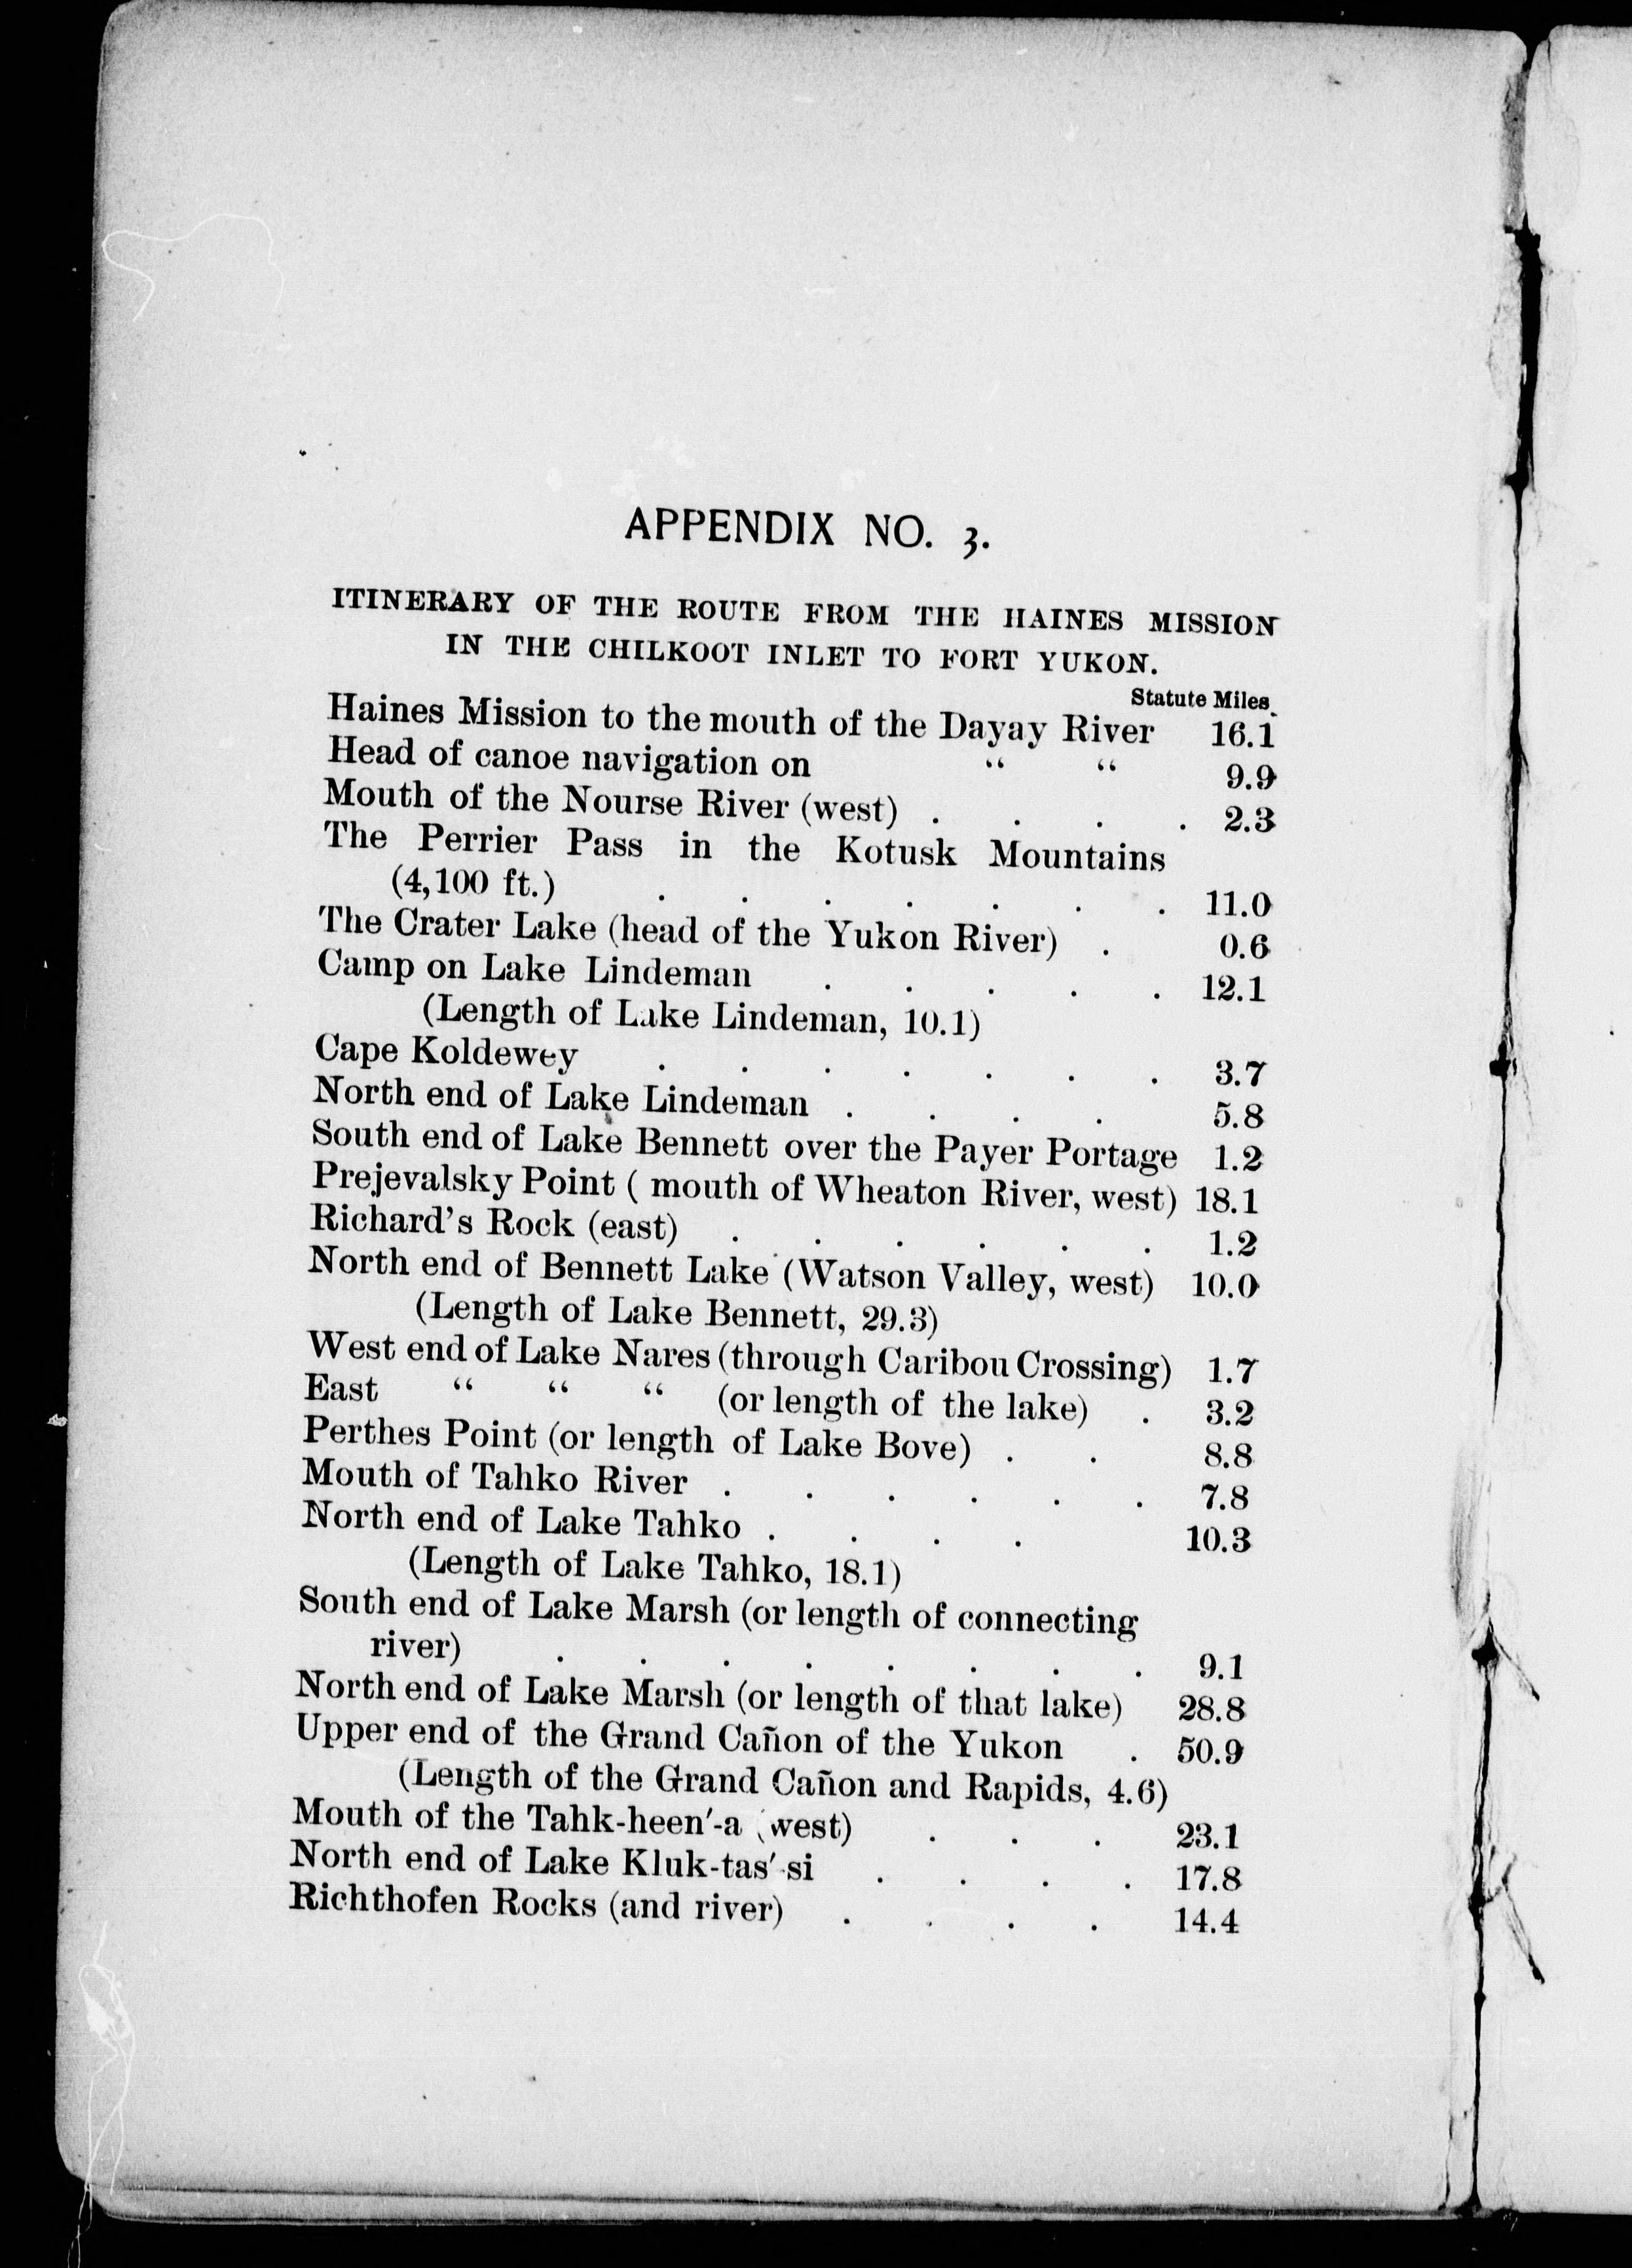 APPENDIX NO. 3.
ITINERARY OF THE ROUTE FROM THE HAINES MISSION
IN THE CHILKOOT INLET TO FORT YUKON.
Statute Miles.
Haines Mission to the mouth of the Dayay River 16.1
Head of canoe navigation on " " 9.9
Mouth of the Nourse River (west) . . . . 2.3
The Perrier Pass in the Kotusk Mountains
(4,100 ft.) . . . . . . . 11.0
The Crater Lake (head of the Yukon River) . 0.6
Camp on Lake Lindeman . . . . . 12.1
(Length of Lake Lindeman, 10.1)
Cape Koldewey . . . . . . . 3.7
North end of Lake Lindeman . . . . 5.8
South end of Lake Bennett over the Payer Portage 1.2
Prejevalsky Point ( mouth of Wheaton River, west) 18.1
Richard's Rock (east) . . . . . . 1.2
North end of Bennett Lake (Watson Valley, west) 10.0
(Length of Lake Bennett, 29.3)
West end of Lake Nares (through Caribou Crossing) 1.7
East " " " (or length of the lake) . 3.2
Perthes Point (or length of Lake Bove) . . 8.8
Mouth of Tahko River . . . . . . 7.8
North end of Lake Tahko . . . . 10.3
(Length of Lake Tahko, 18.1)
South end of Lake Marsh (or length of connecting
river) . . . . . . . . 9.1
North end of Lake Marsh (or length of that lake) 28.8
Upper end of the Grand Cañon of the Yukon . 50.9
(Length of the Grand Cañon and Rapids, 4.6)
Mouth of the Tahk-heen'-a (west) . . . 23.1
North end of Lake Kluk-tas'-si . . . . 17.8
Richthofen Rocks (and river) . . . . 14.4